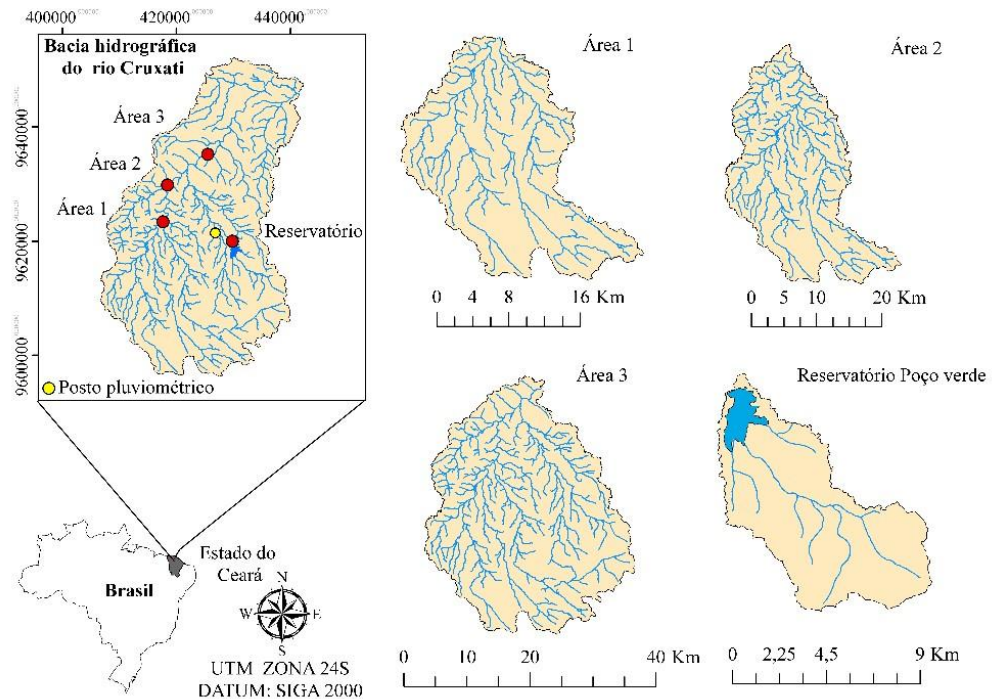 400000 420000 440000
Bacia hidrográfica
do rio Cruxati
9640000
9620000
9600000
Área 3
Área 2
Área 1
Reservatório
Posto pluviométrico
Brasil
Estado do
Ceará
N
W E
S
UTM ZONA 24S
DATUM: SIGA 2000
Área 1
0 4 8 16 Km
Área 2
0 5 10 20 Km
Área 3
0 10 20 40 Km
Reservatório Poço verde
0 2,25 4,5 9 Km